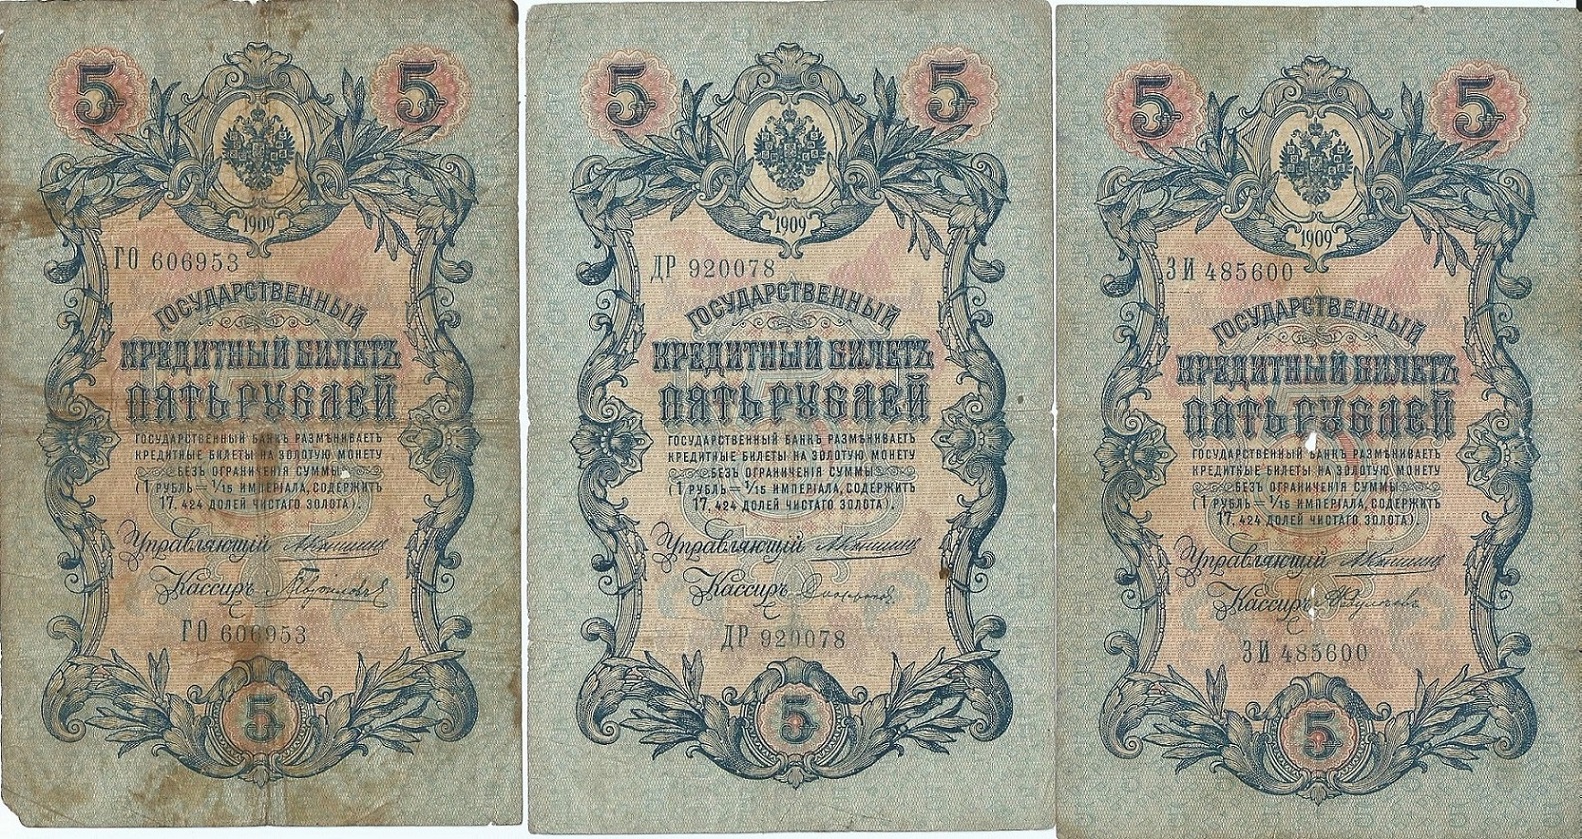 5 5
1909
ГО 606953
ГОСУДАРСТВЕННЫЙ
КРЕДИТНЫЙ БИЛЕТЪ
ПЯТЬ РУБЛЕЙ
ГОСУДАРСТВЕННЫЙ БАНКЪ РАЗМѢНИВАЕТЪ
КРЕДИТНЫЕ БИЛЕТЫ НА ЗОЛОТУЮ МОНЕТУ
БЕЗЪ ОГРАНИЧЕНІЯ СУММЫ
(1 РУБЛЬ = 1/15 ИМПЕРІАЛА, СОДЕРЖИТЪ
17,424 ДОЛЕЙ ЧИСТАГО ЗОЛОТА).
Управляющій
Кассиръ
ГО 606953
5
5 5
1909
ДР 920078
ГОСУДАРСТВЕННЫЙ
КРЕДИТНЫЙ БИЛЕТЪ
ПЯТЬ РУБЛЕЙ
ГОСУДАРСТВЕННЫЙ БАНКЪ РАЗМѢНИВАЕТЪ
КРЕДИТНЫЕ БИЛЕТЫ НА ЗОЛОТУЮ МОНЕТУ
БЕЗЪ ОГРАНИЧЕНІЯ СУММЫ
(1 РУБЛЬ = 1/15 ИМПЕРІАЛА, СОДЕРЖИТЪ
17,424 ДОЛЕЙ ЧИСТАГО ЗОЛОТА).
Управляющій
Кассиръ
ДР 920078
5
5 5
1909
ЗИ 485600
ГОСУДАРСТВЕННЫЙ
КРЕДИТНЫЙ БИЛЕТЪ
ПЯТЬ РУБЛЕЙ
ГОСУДАРСТВЕННЫЙ БАНКЪ РАЗМѢНИВАЕТЪ
КРЕДИТНЫЕ БИЛЕТЫ НА ЗОЛОТУЮ МОНЕТУ
БЕЗЪ ОГРАНИЧЕНІЯ СУММЫ
(1 РУБЛЬ = 1/15 ИМПЕРІАЛА, СОДЕРЖИТЪ
17,424 ДОЛЕЙ ЧИСТАГО ЗОЛОТА).
Управляющій
Кассиръ
ЗИ 485600
5